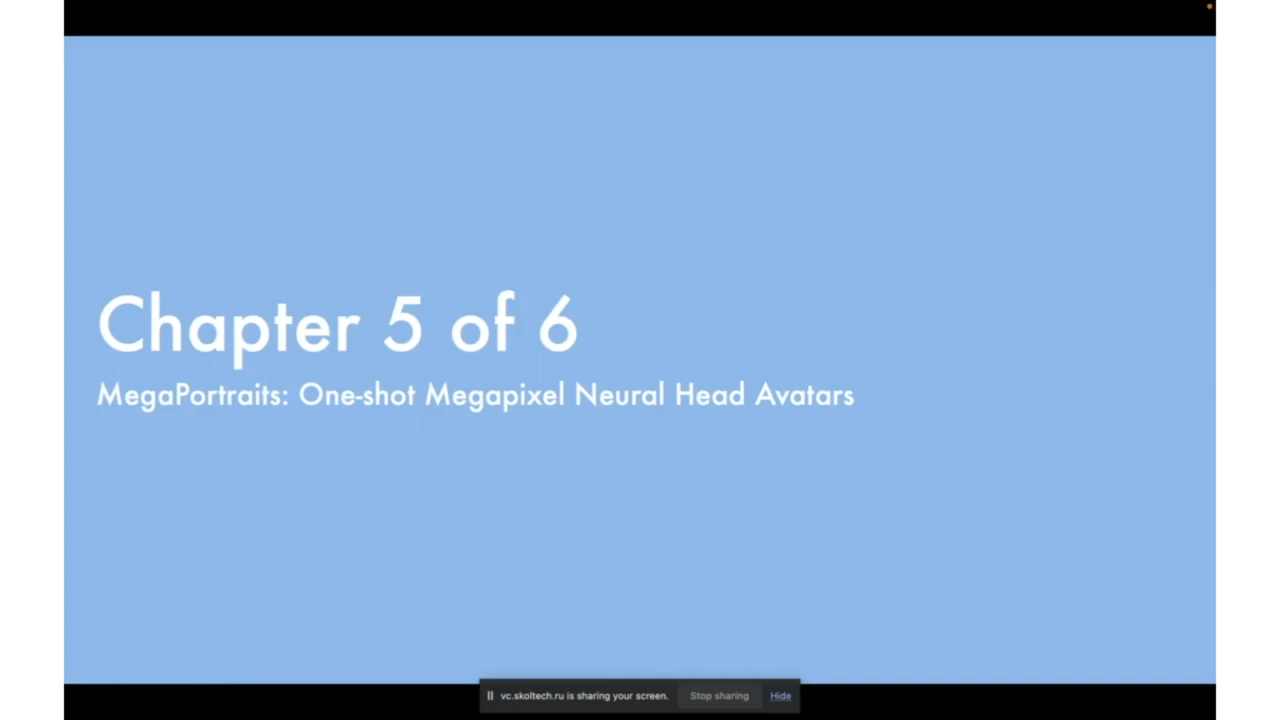 Chapter 5 of 6
MegaPortraits: One-shot Megapixel Neural Head Avatars
vc.skoltech.ru is sharing your screen. Stop sharing Hide